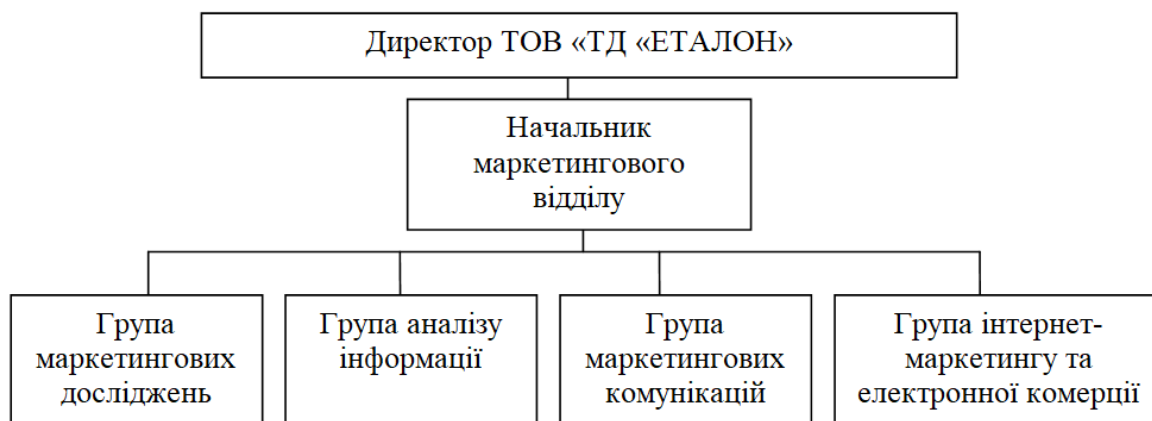 Директор ТОВ «ТД «ЕТАЛОН»
Начальник
маркетингового
відділу
Група
маркетингових
досліджень
Група аналізу
інформації
Група
маркетингових
комунікацій
Група інтернет-
маркетингу та
електронної комерції